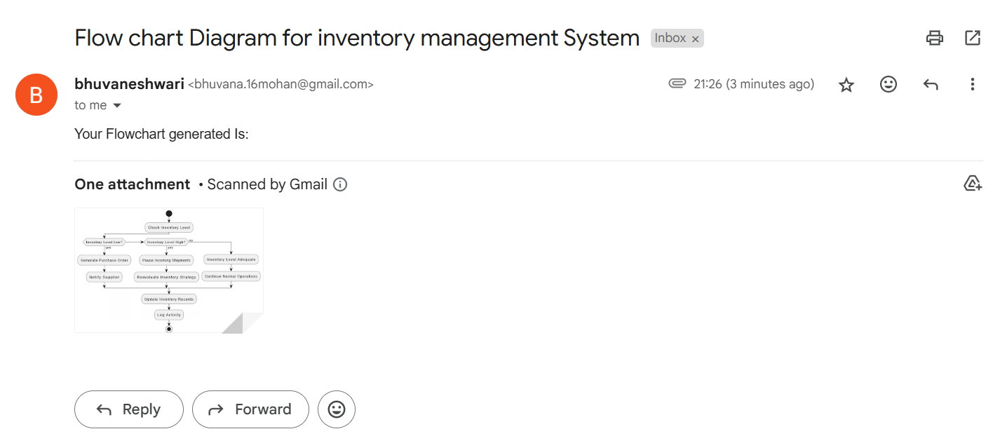 Flow chart Diagram for inventory management System Inbox ×
B
bhuvaneshwari <bhuvana.16mohan@gmail.com> 21:26 (3 minutes ago)
to me
Your Flowchart generated Is:
One attachment • Scanned by Gmail
Check Inventory Level
Inventory Level Low? Inventory Level High? no
yes yes
Generate Purchase Order Pause Incoming Shipments Inventory Level Adequate
Notify Supplier Reevaluate Inventory Strategy Continue Normal Operations
Update Inventory Records
Log Activity
Reply Forward